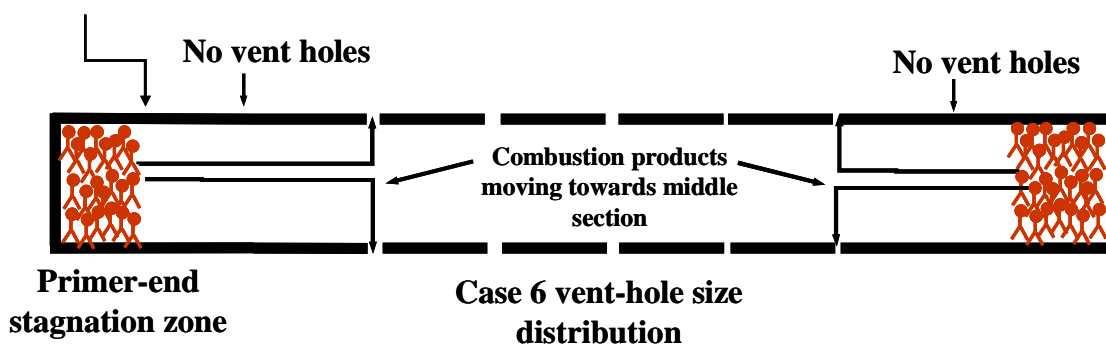 No vent holes
No vent holes
Combustion products
moving towards middle
section
Primer-end
stagnation zone
Case 6 vent-hole size
distribution